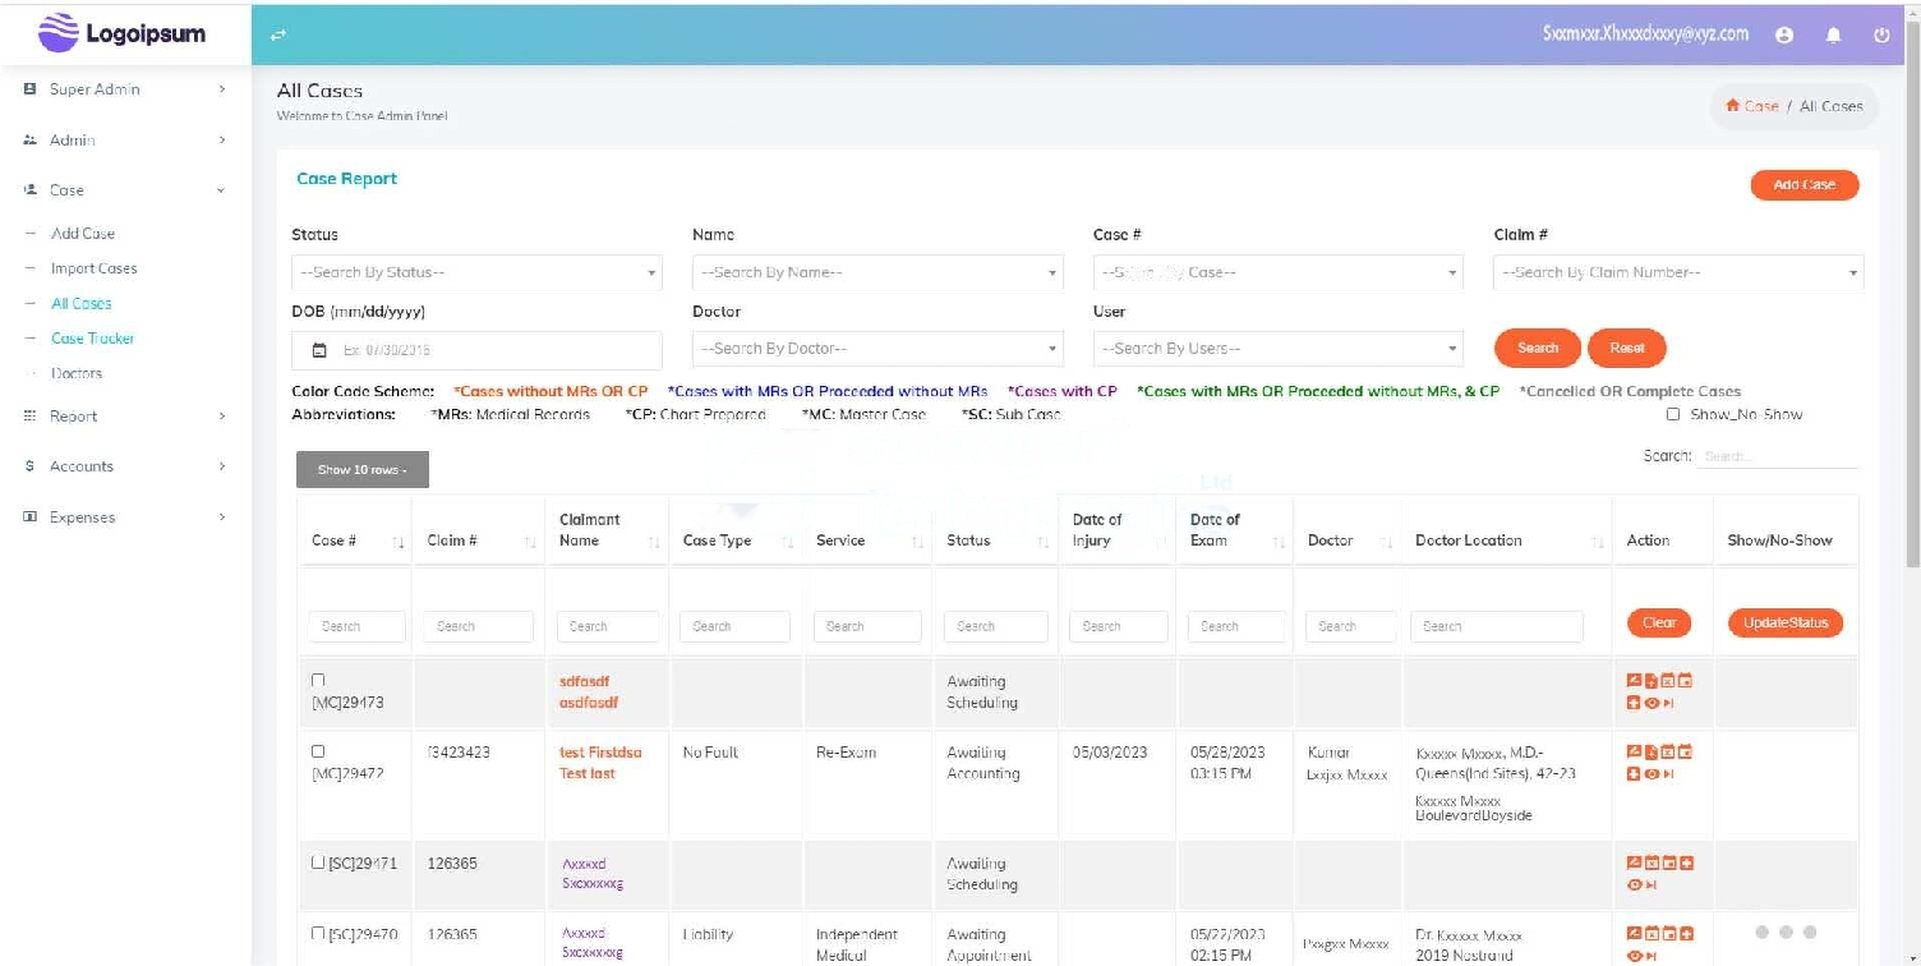 Logoipsum
Sxxmxxr.Xhxxxdxxxy@xyz.com
Super Admin
Admin
Case
Add Case
Import Cases
All Cases
Case Tracker
Doctors
Report
Accounts
Expenses
All Cases
Welcome to Case Admin Panel
Case / All Cases
Case Report
Add Case
Status Name Case # Claim #
--Search By Status-- --Search By Name-- --Search By Case-- --Search By Claim Number--
DOB (mm/dd/yyyy) Doctor User
Ex: 07/30/2016 --Search By Doctor-- --Search By Users-- Search Reset
Color Code Scheme: *Cases without MRs OR CP *Cases with MRs OR Proceeded without MRs *Cases with CP *Cases with MRs OR Proceeded without MRs, & CP *Cancelled OR Complete Cases
Abbreviations: *MRs: Medical Records *CP: Chart Prepared *MC: Master Case *SC: Sub Case Show_No-Show
Show 10 rows -
Search: Search...
Ltd
Case # Claim # Claimant Name Case Type Service Status Date of Injury Date of Exam Doctor Doctor Location Action Show/No-Show
Search Search Search Search Search Search Search Search Search Search Clear UpdateStatus
[MC]29473 sdfasdf asdfasdf Awaiting Scheduling
[MC]29472 f3423423 test Firstdsa Test last No Fault Re-Exam Awaiting Accounting 05/03/2023 05/28/2023 03:15 PM Kumar Lxxjxx Mxxxx Kxxxxx Mxxxx, M.D.- Queens(Ind Sites), 42-23 Kxxxxx Mxxxx BoulevardBayside
[SC]29471 126365 Axxxxd Sxcxxxxxg Awaiting Scheduling
[SC]29470 126365 Axxxxd Sxcxxxxxg Liability Independent Medical Awaiting Appointment 05/22/2023 02:15 PM Pxxgxx Mxxxx Dr. Kxxxxx Mxxxx 2019 Nostrand